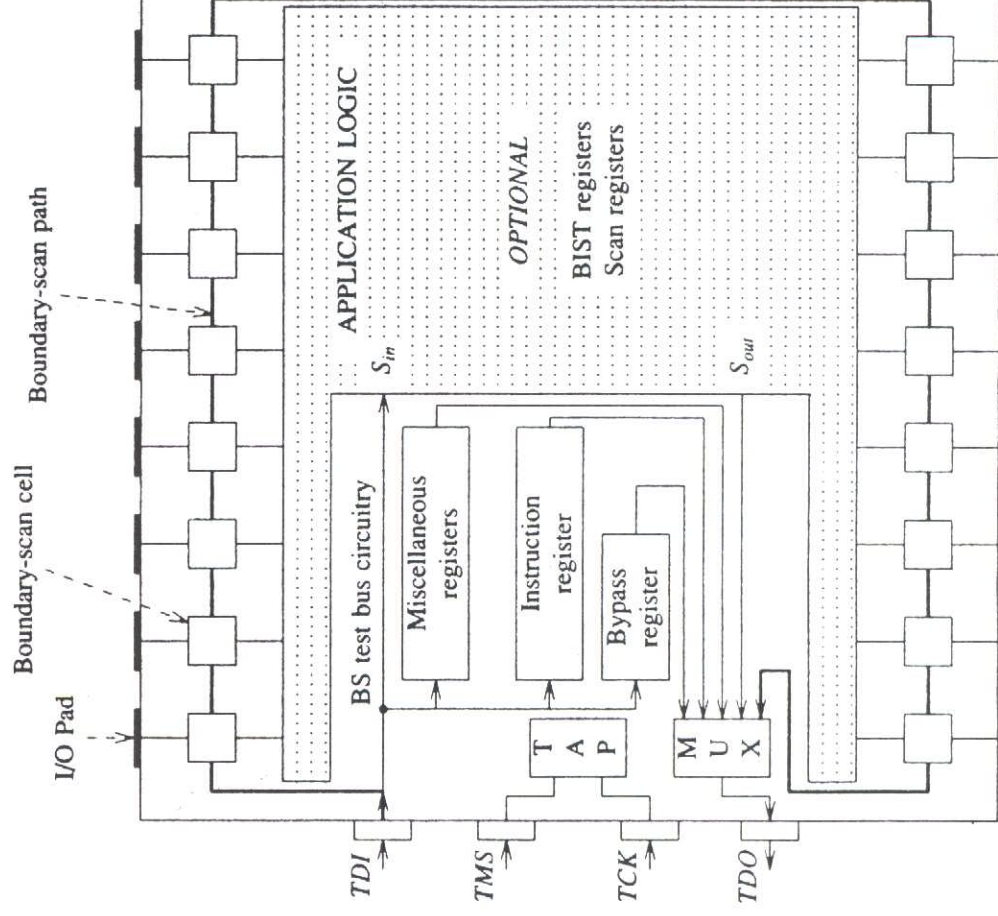 Boundary-scan path
Boundary-scan cell
I/O Pad
APPLICATION LOGIC
OPTIONAL
BIST registers
Scan registers
S_in
S_out
BS test bus circuitry
Miscellaneous
registers
Instruction
register
Bypass
register
T
A
P
M
U
X
TDI
TMS
TCK
TDO